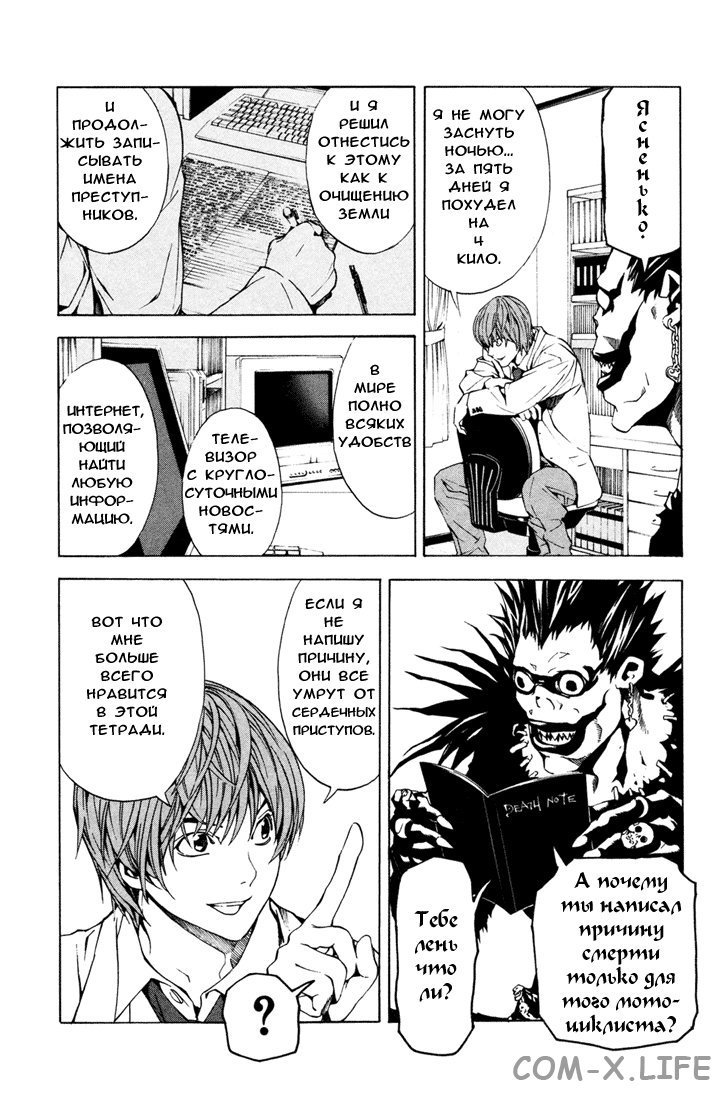 Ясненько.
Я НЕ МОГУ
ЗАСНУТЬ
НОЧЬЮ...
ЗА ПЯТЬ
ДНЕЙ Я
ПОХУДЕЛ
НА
4
КИЛО.
И Я
РЕШИЛ
ОТНЕСТИСЬ
К ЭТОМУ
КАК К
ОЧИЩЕНИЮ
ЗЕМЛИ
И
ПРОДОЛ-
ЖИТЬ ЗАПИ-
СЫВАТЬ
ИМЕНА
ПРЕСТУП-
НИКОВ.
В
МИРЕ
ПОЛНО
ВСЯКИХ
УДОБСТВ
ТЕЛЕ-
ВИЗОР
С КРУГЛО-
СУТОЧНЫМИ
НОВОС-
ТЯМИ.
ИНТЕРНЕТ,
ПОЗВОЛЯ-
ЮЩИЙ
НАЙТИ
ЛЮБУЮ
ИНФОР-
МАЦИЮ.
DEATH NOTE
А почему
ты написал
причину
смерти
только для
того мото-
циклиста?
Тебе
лень
что
ли?
ЕСЛИ Я
НЕ
НАПИШУ
ПРИЧИНУ,
ОНИ ВСЕ
УМРУТ ОТ
СЕРДЕЧНЫХ
ПРИСТУПОВ.
ВОТ ЧТО
МНЕ
БОЛЬШЕ
ВСЕГО
НРАВИТСЯ
В ЭТОЙ
ТЕТРАДИ.
?
COM-X.LIFE